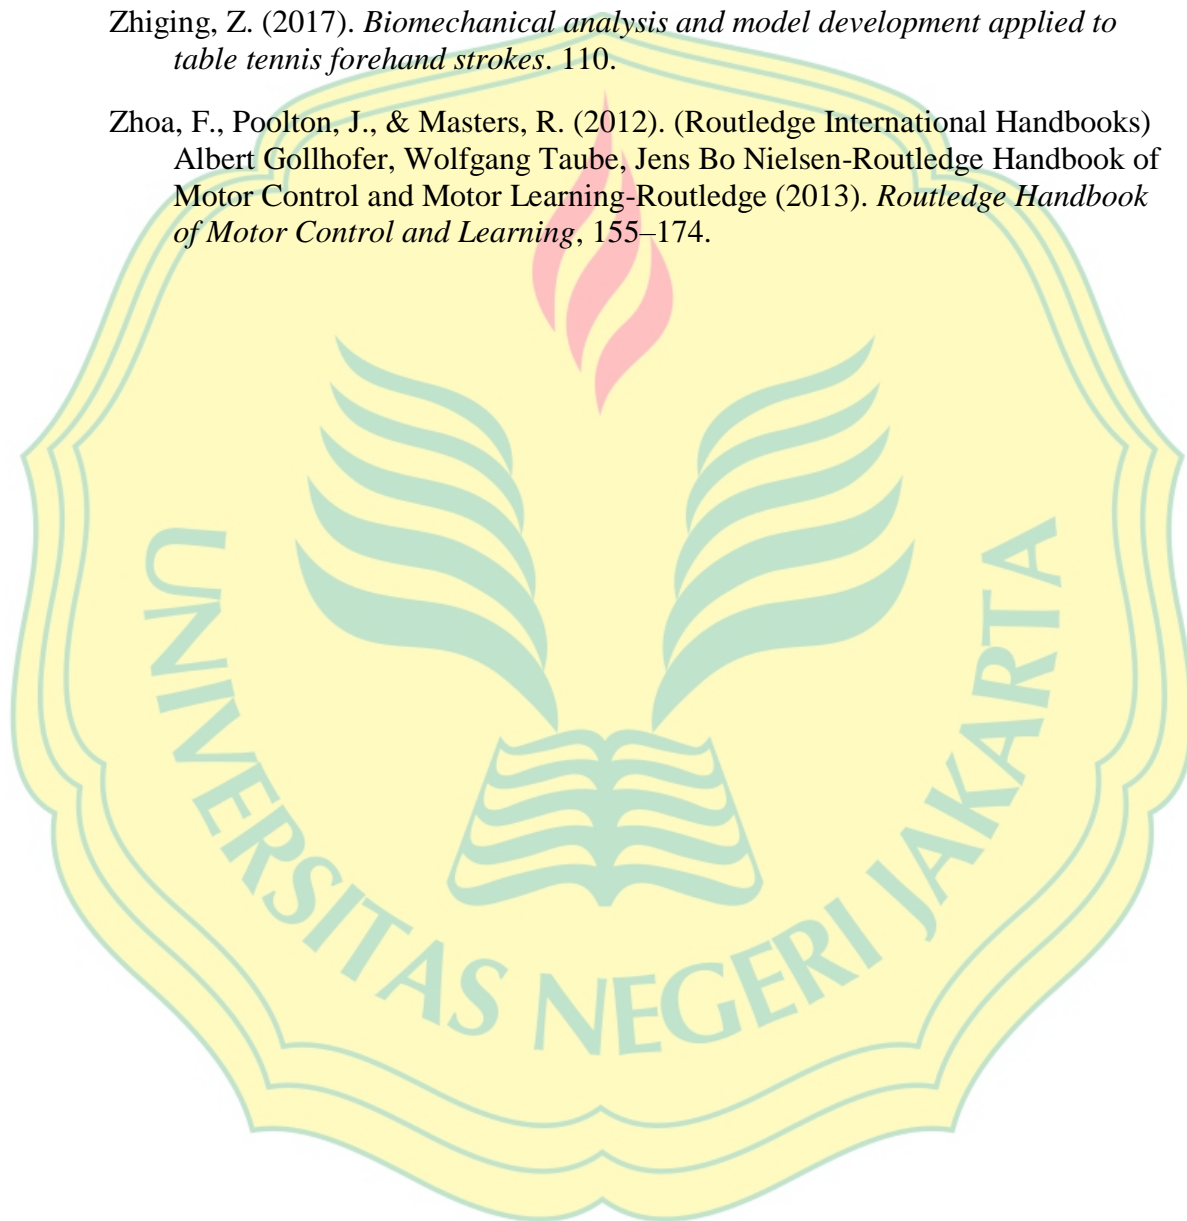 Zhiging, Z. (2017). Biomechanical analysis and model development applied to
table tennis forehand strokes. 110.
Zhoa, F., Poolton, J., & Masters, R. (2012). (Routledge International Handbooks)
Albert Gollhofer, Wolfgang Taube, Jens Bo Nielsen-Routledge Handbook of
Motor Control and Motor Learning-Routledge (2013). Routledge Handbook
of Motor Control and Learning, 155–174.
UNIVERSITAS NEGERI JAKARTA